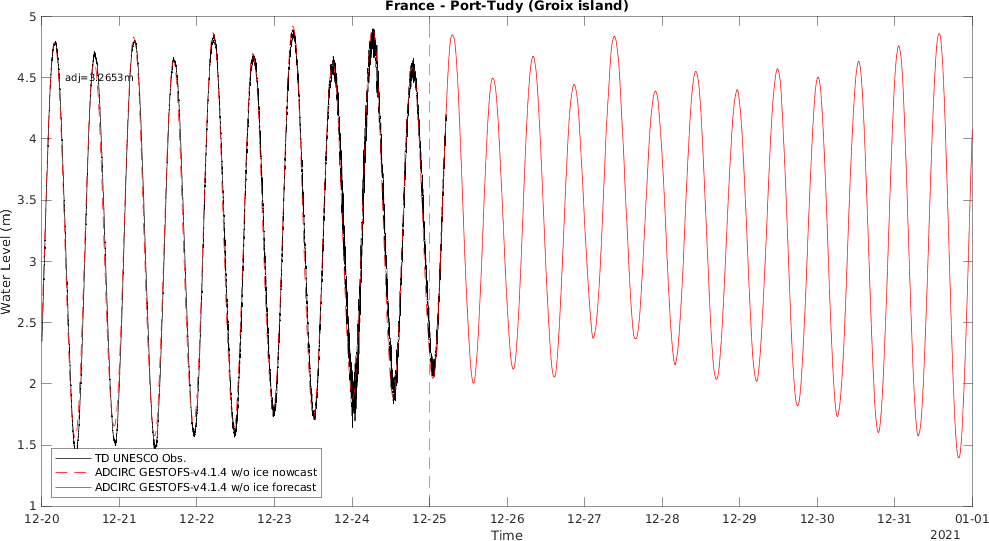 France - Port-Tudy (Groix island)
5
4.5
4
3.5
3
2.5
2
1.5
1
Water Level (m)
adj=3.2653m
TD UNESCO Obs.
ADCIRC GESTOFS-v4.1.4 w/o ice nowcast
ADCIRC GESTOFS-v4.1.4 w/o ice forecast
12-20 12-21 12-22 12-23 12-24 12-25 12-26 12-27 12-28 12-29 12-30 12-31 01-01
Time
2021